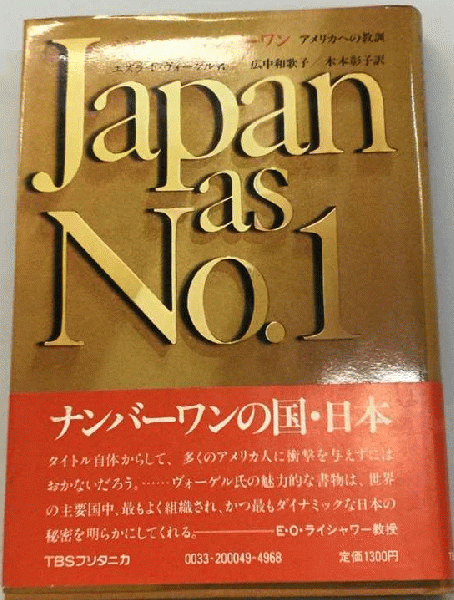 ワン アメリカへの教訓
エズラ・F・ヴォーゲル著 広中和歌子/木本彰子訳
Japan
as
No.1
ナンバーワンの国・日本
タイトル自体からして、多くのアメリカ人に衝撃を与えずには
おかないだろう。……ヴォーゲル氏の魅力的な書物は、世界
の主要国中、最もよく組織され、かつ最もダイナミックな日本の
秘密を明らかにしてくれる。——E・O・ライシャワー教授
TBSブリタニカ 0033-200049-4968 定価1300円